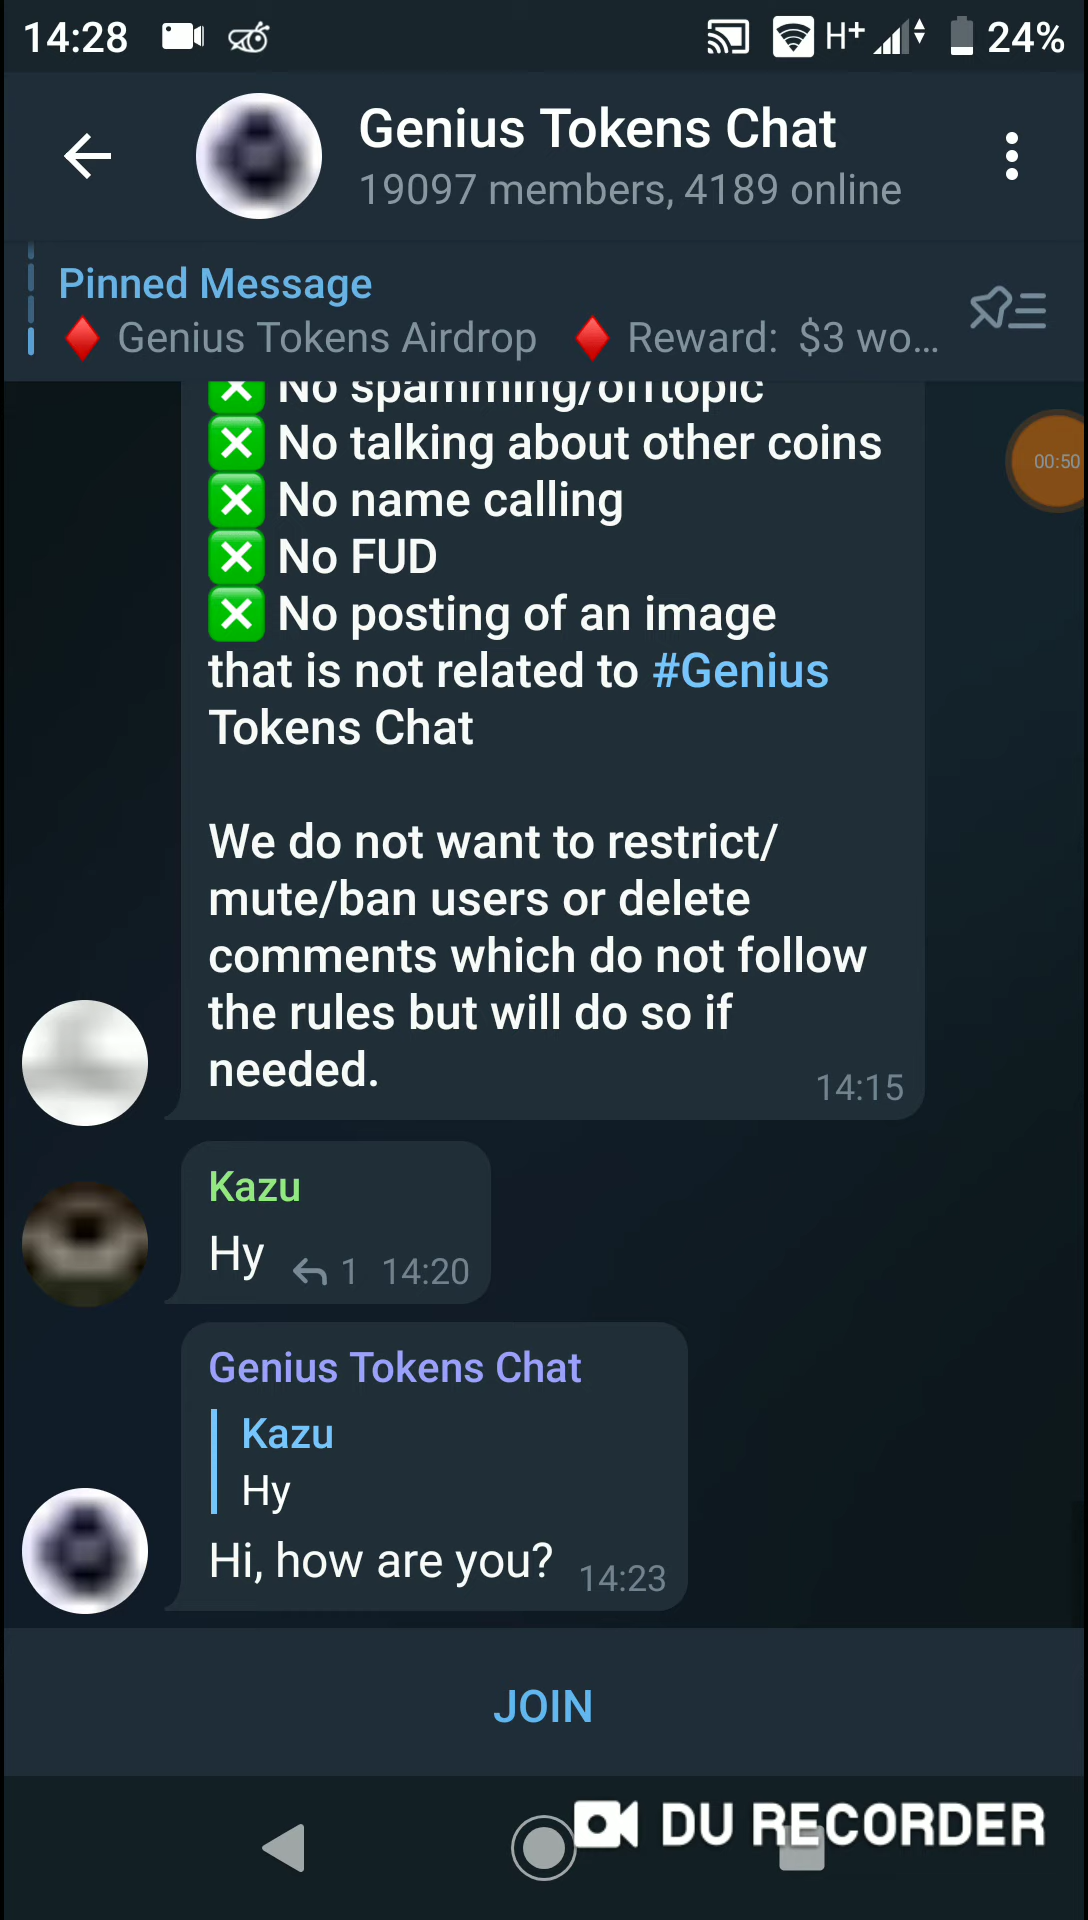 14:28 H+ 24%
Genius Tokens Chat
19097 members, 4189 online
Pinned Message
Genius Tokens Airdrop Reward: $3 wo...
No spamming/offtopic
No talking about other coins
00:50
No name calling
No FUD
No posting of an image
that is not related to #Genius
Tokens Chat
We do not want to restrict/
mute/ban users or delete
comments which do not follow
the rules but will do so if
needed.
14:15
Kazu
Hy 1 14:20
Genius Tokens Chat
Kazu
Hy
Hi, how are you? 14:23
JOIN
DU RECORDER